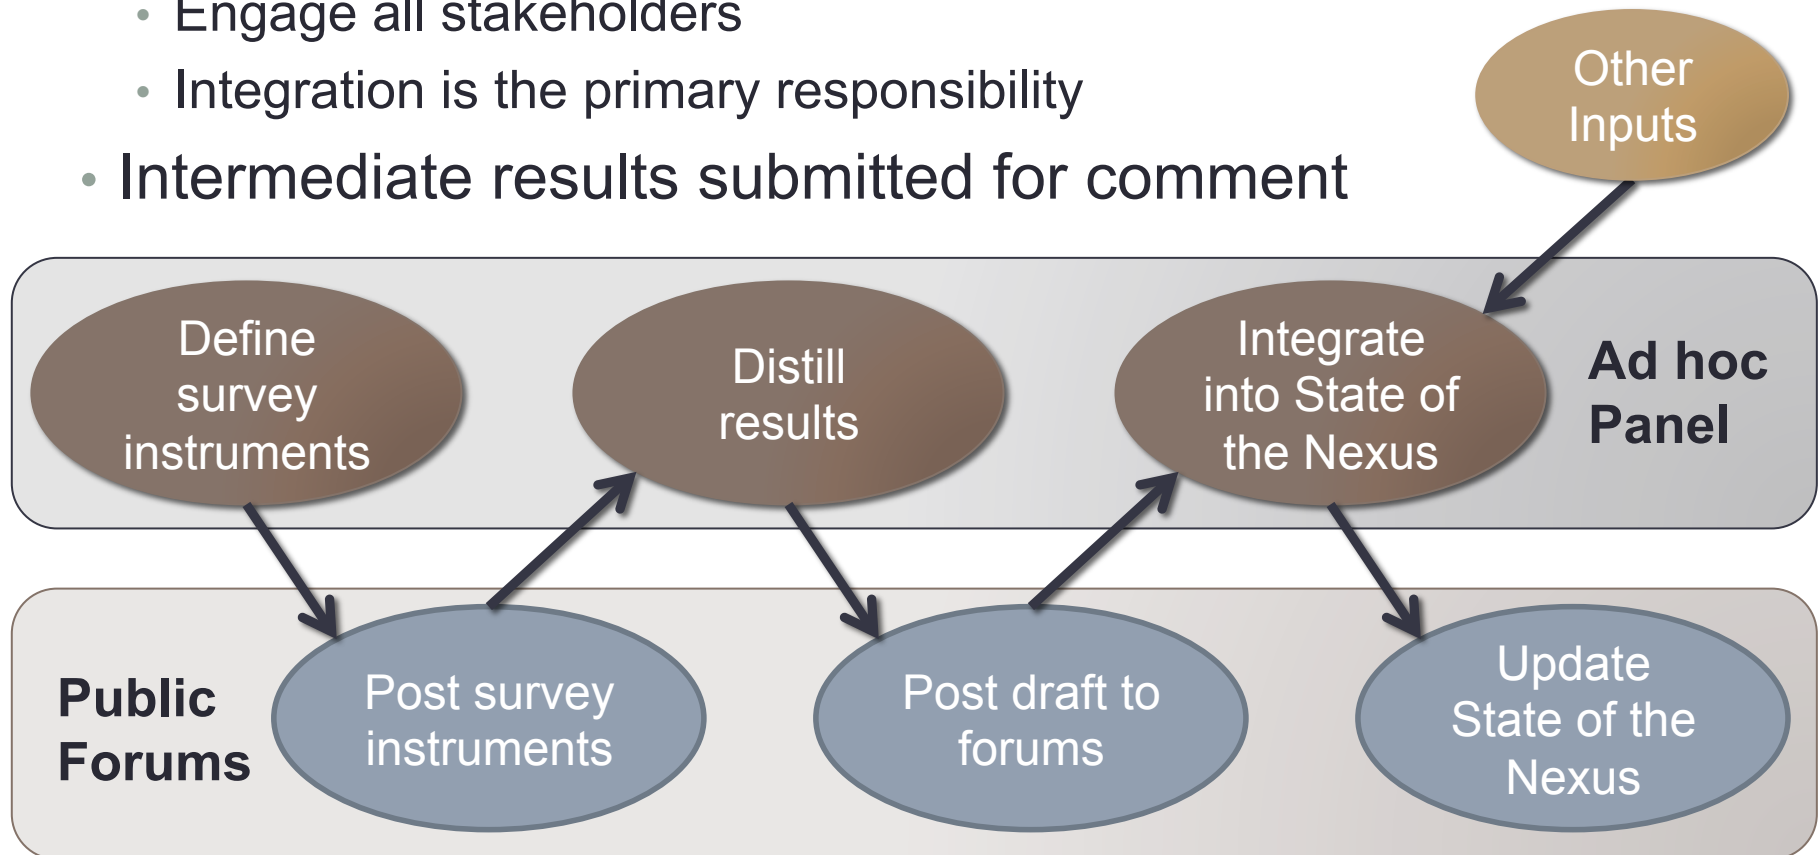 • Engage all stakeholders
• Integration is the primary responsibility
• Intermediate results submitted for comment
Other
Inputs
Define
survey
instruments
Distill
results
Integrate
into State of
the Nexus
Ad hoc
Panel
Public
Forums
Post survey
instruments
Post draft to
forums
Update
State of the
Nexus